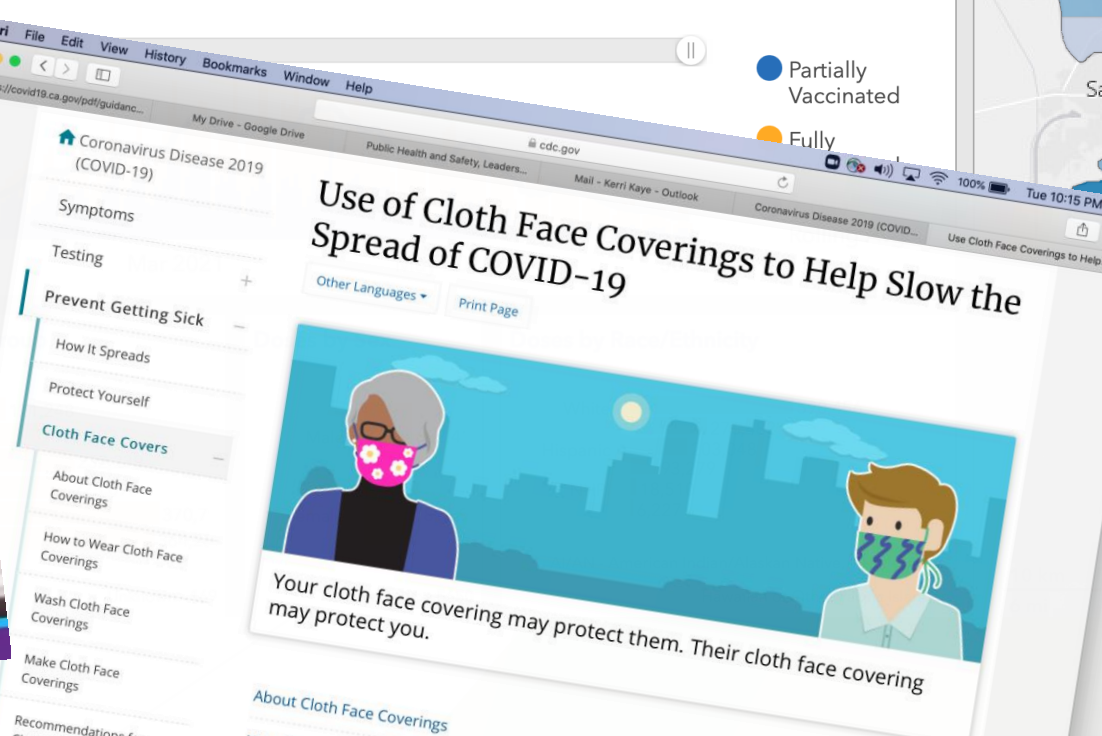 Partially
Vaccinated
Fully
Sa
File Edit View History Bookmarks Window Help
100% Tue 10:15 PM
cdc.gov
s://covid19.ca.gov/pdf/guidanc...
My Drive - Google Drive
Public Health and Safety, Leaders...
Mail - Kerri Kaye - Outlook
Coronavirus Disease 2019 (COVID...
Use Cloth Face Coverings to Help
Coronavirus Disease 2019
(COVID-19)
Symptoms
Testing
Prevent Getting Sick
How It Spreads
Protect Yourself
Cloth Face Covers
About Cloth Face
Coverings
How to Wear Cloth Face
Coverings
Wash Cloth Face
Coverings
Make Cloth Face
Coverings
Recommendations
Use of Cloth Face Coverings to Help Slow the
Spread of COVID-19
Other Languages
Print Page
Your cloth face covering may protect them. Their cloth face covering
may protect you.
About Cloth Face Coverings